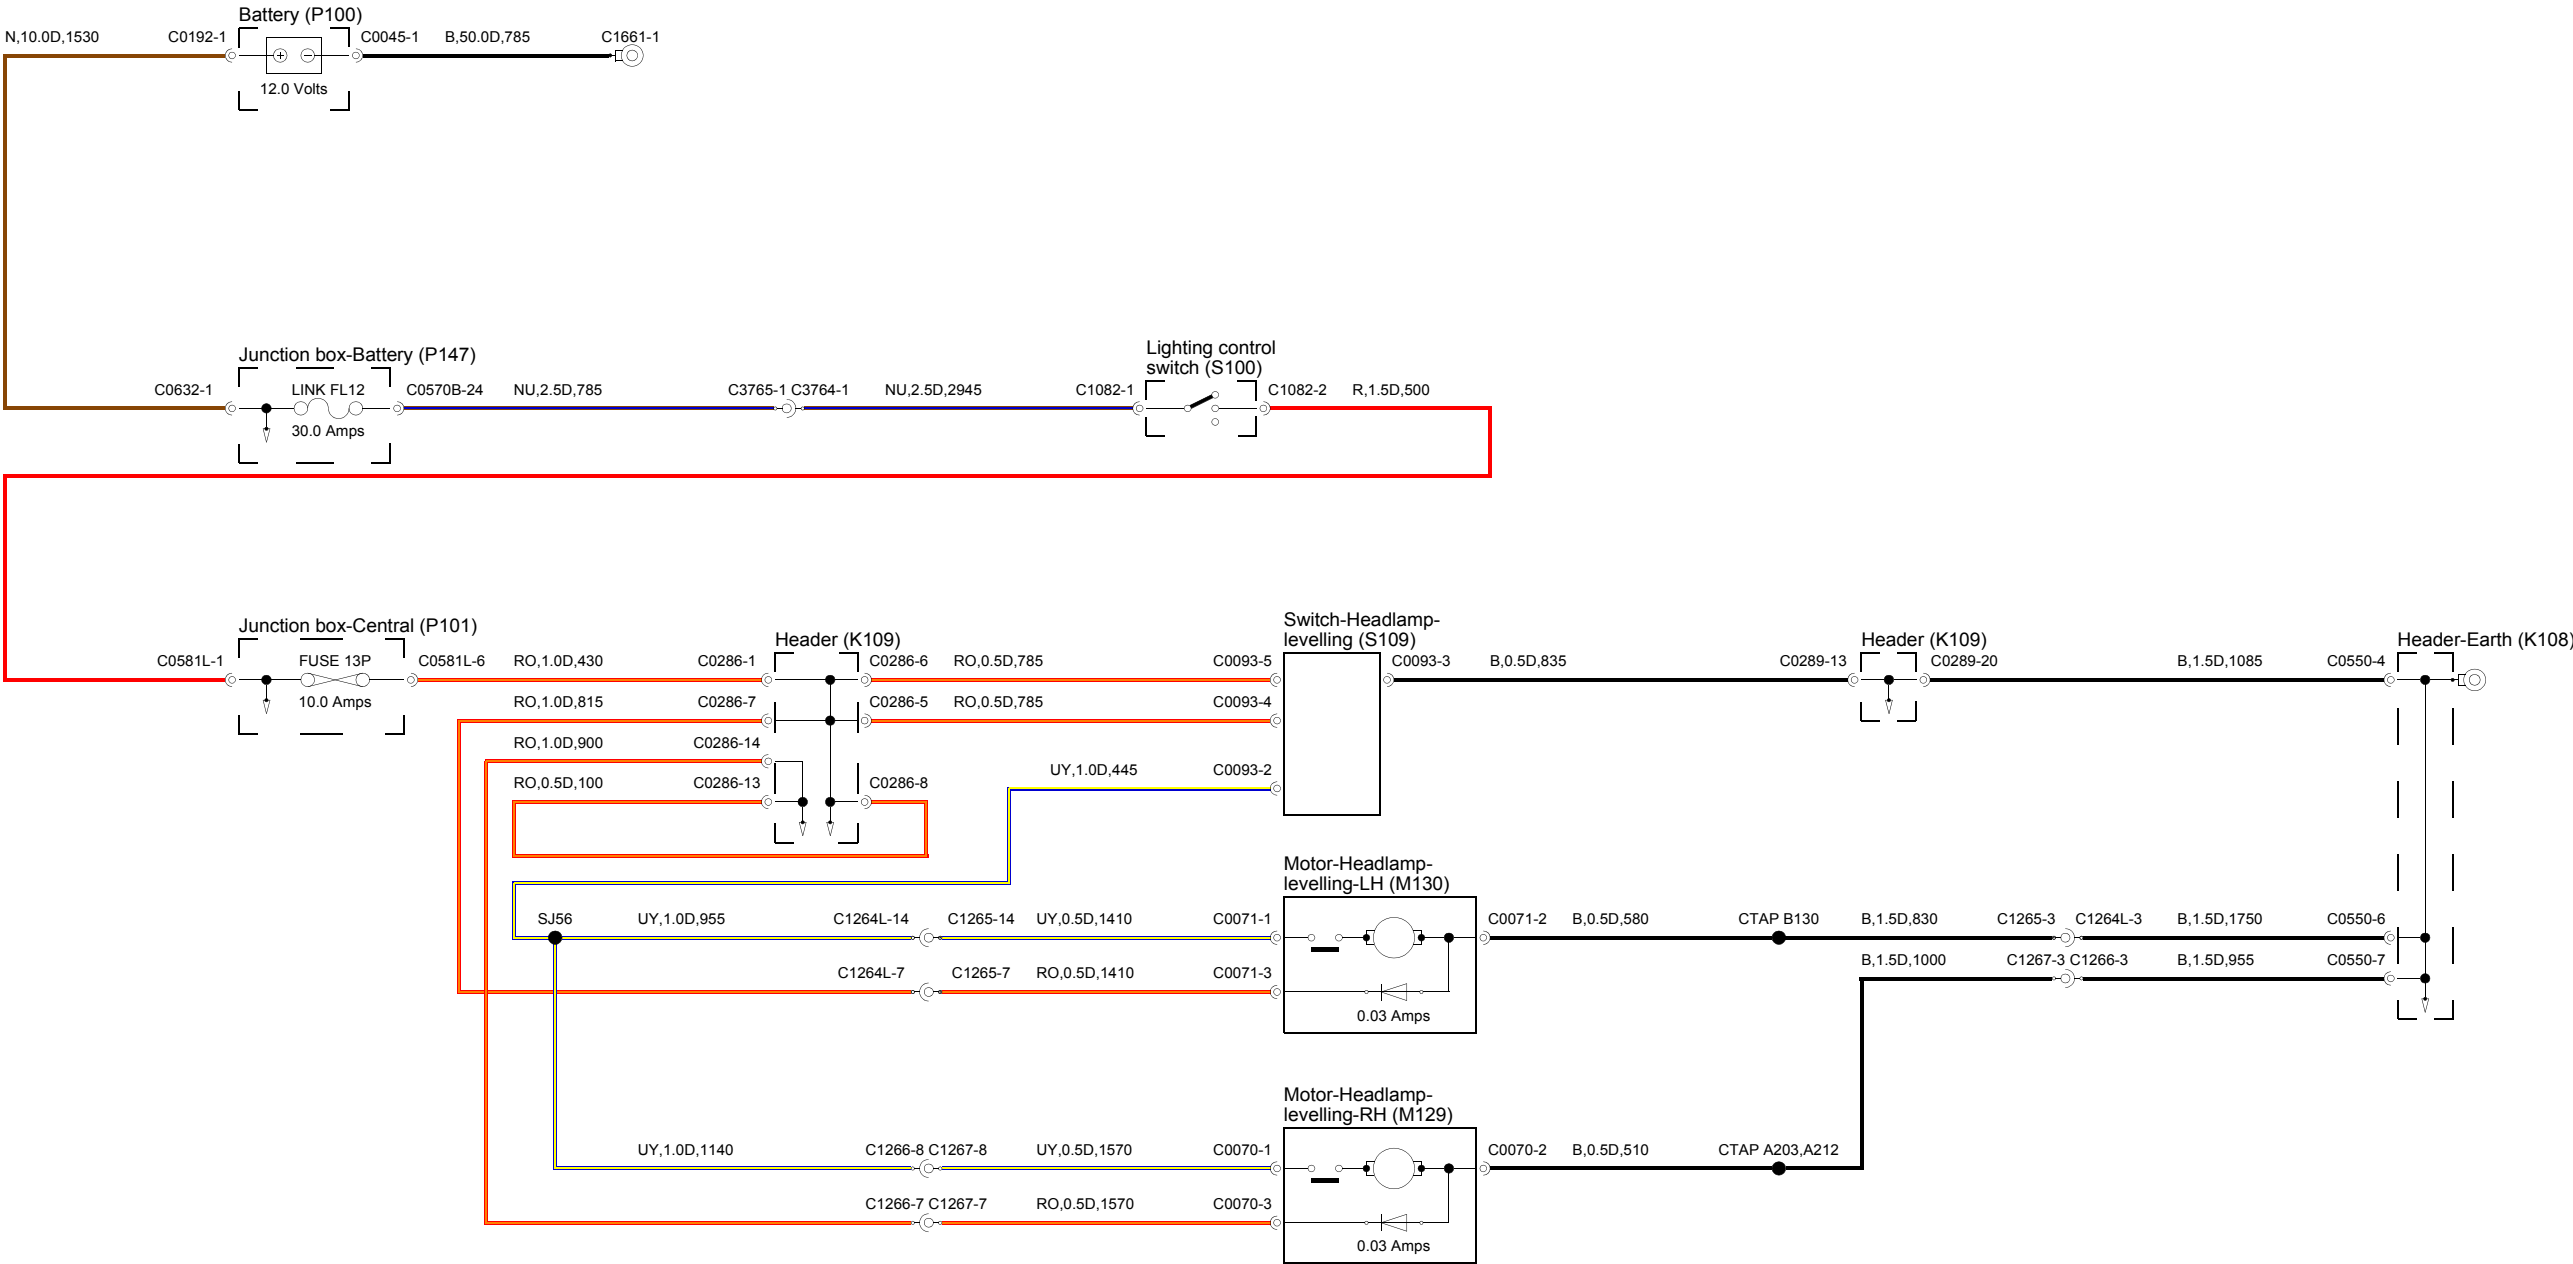 Battery (P100)
N,10.0D,1530 C0192-1 C0045-1 B,50.0D,785 C1661-1
12.0 Volts
Junction box-Battery (P147)
Lighting control
switch (S100)
C0632-1 LINK FL12 C0570B-24 NU,2.5D,785 C3765-1 C3764-1 NU,2.5D,2945 C1082-1 C1082-2 R,1.5D,500
30.0 Amps
Junction box-Central (P101)
Header (K109)
Switch-Headlamp-
levelling (S109)
Header (K109)
Header-Earth (K108)
C0581L-1 FUSE 13P C0581L-6 RO,1.0D,430 C0286-1 C0286-6 RO,0.5D,785 C0093-5 C0093-3 B,0.5D,835 C0289-13 C0289-20 B,1.5D,1085 C0550-4
10.0 Amps RO,1.0D,815 C0286-7 C0286-5 RO,0.5D,785 C0093-4
RO,1.0D,900 C0286-14
UY,1.0D,445 C0093-2
RO,0.5D,100 C0286-13 C0286-8
Motor-Headlamp-
levelling-LH (M130)
SJ56 UY,1.0D,955 C1264L-14 C1265-14 UY,0.5D,1410 C0071-1 C0071-2 B,0.5D,580 CTAP B130 B,1.5D,830 C1265-3 C1264L-3 B,1.5D,1750 C0550-6
B,1.5D,1000 C1267-3 C1266-3 B,1.5D,955 C0550-7
C1264L-7 C1265-7 RO,0.5D,1410 C0071-3
0.03 Amps
Motor-Headlamp-
levelling-RH (M129)
UY,1.0D,1140 C1266-8 C1267-8 UY,0.5D,1570 C0070-1 C0070-2 B,0.5D,510 CTAP A203,A212
C1266-7 C1267-7 RO,0.5D,1570 C0070-3
0.03 Amps